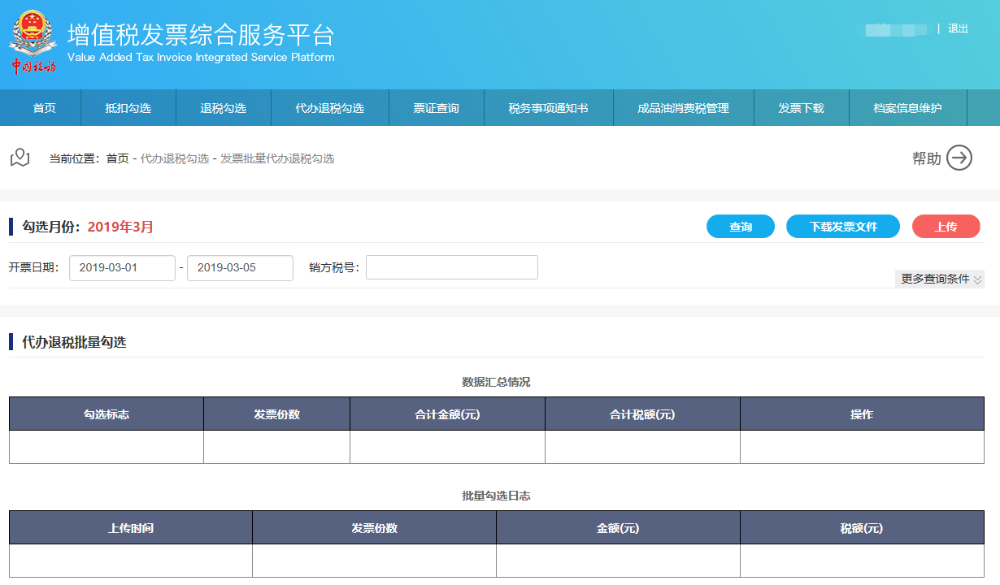 增值税发票综合服务平台
Value Added Tax Invoice Integrated Service Platform
中国税务
| 退出
首页 抵扣勾选 退税勾选 代办退税勾选 票证查询 税务事项通知书 成品油消费税管理 发票下载 档案信息维护
当前位置：首页 - 代办退税勾选 - 发票批量代办退税勾选
帮助
勾选月份：2019年3月
查询 下载发票文件 上传
开票日期： 2019-03-01 - 2019-03-05 销方税号：
更多查询条件
代办退税批量勾选
数据汇总情况
勾选标志 发票份数 合计金额(元) 合计税额(元) 操作
批量勾选日志
上传时间 发票份数 金额(元) 税额(元)